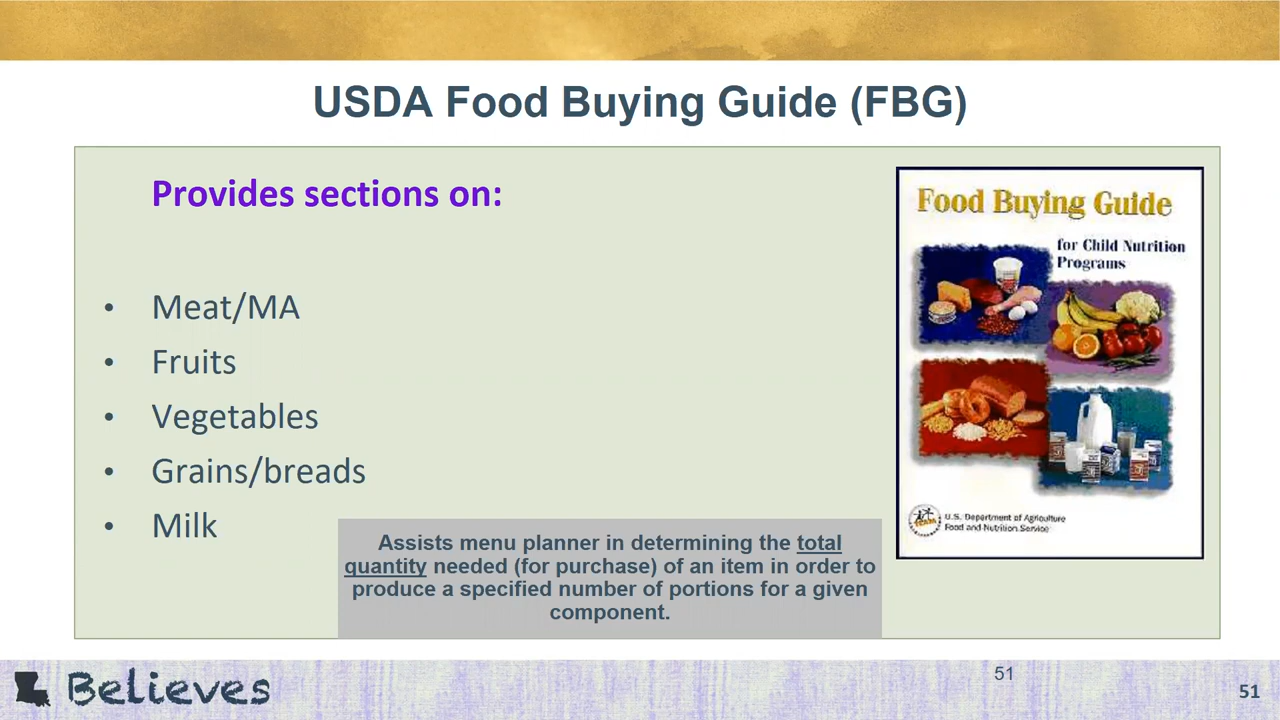 USDA Food Buying Guide (FBG)
Provides sections on:
• Meat/MA
• Fruits
• Vegetables
• Grains/breads
• Milk
Assists menu planner in determining the total
quantity needed (for purchase) of an item in order to
produce a specified number of portions for a given
component.
Food Buying Guide
for Child Nutrition
Programs
U.S. Department of Agriculture
Food and Nutrition Service
Believes
51
51